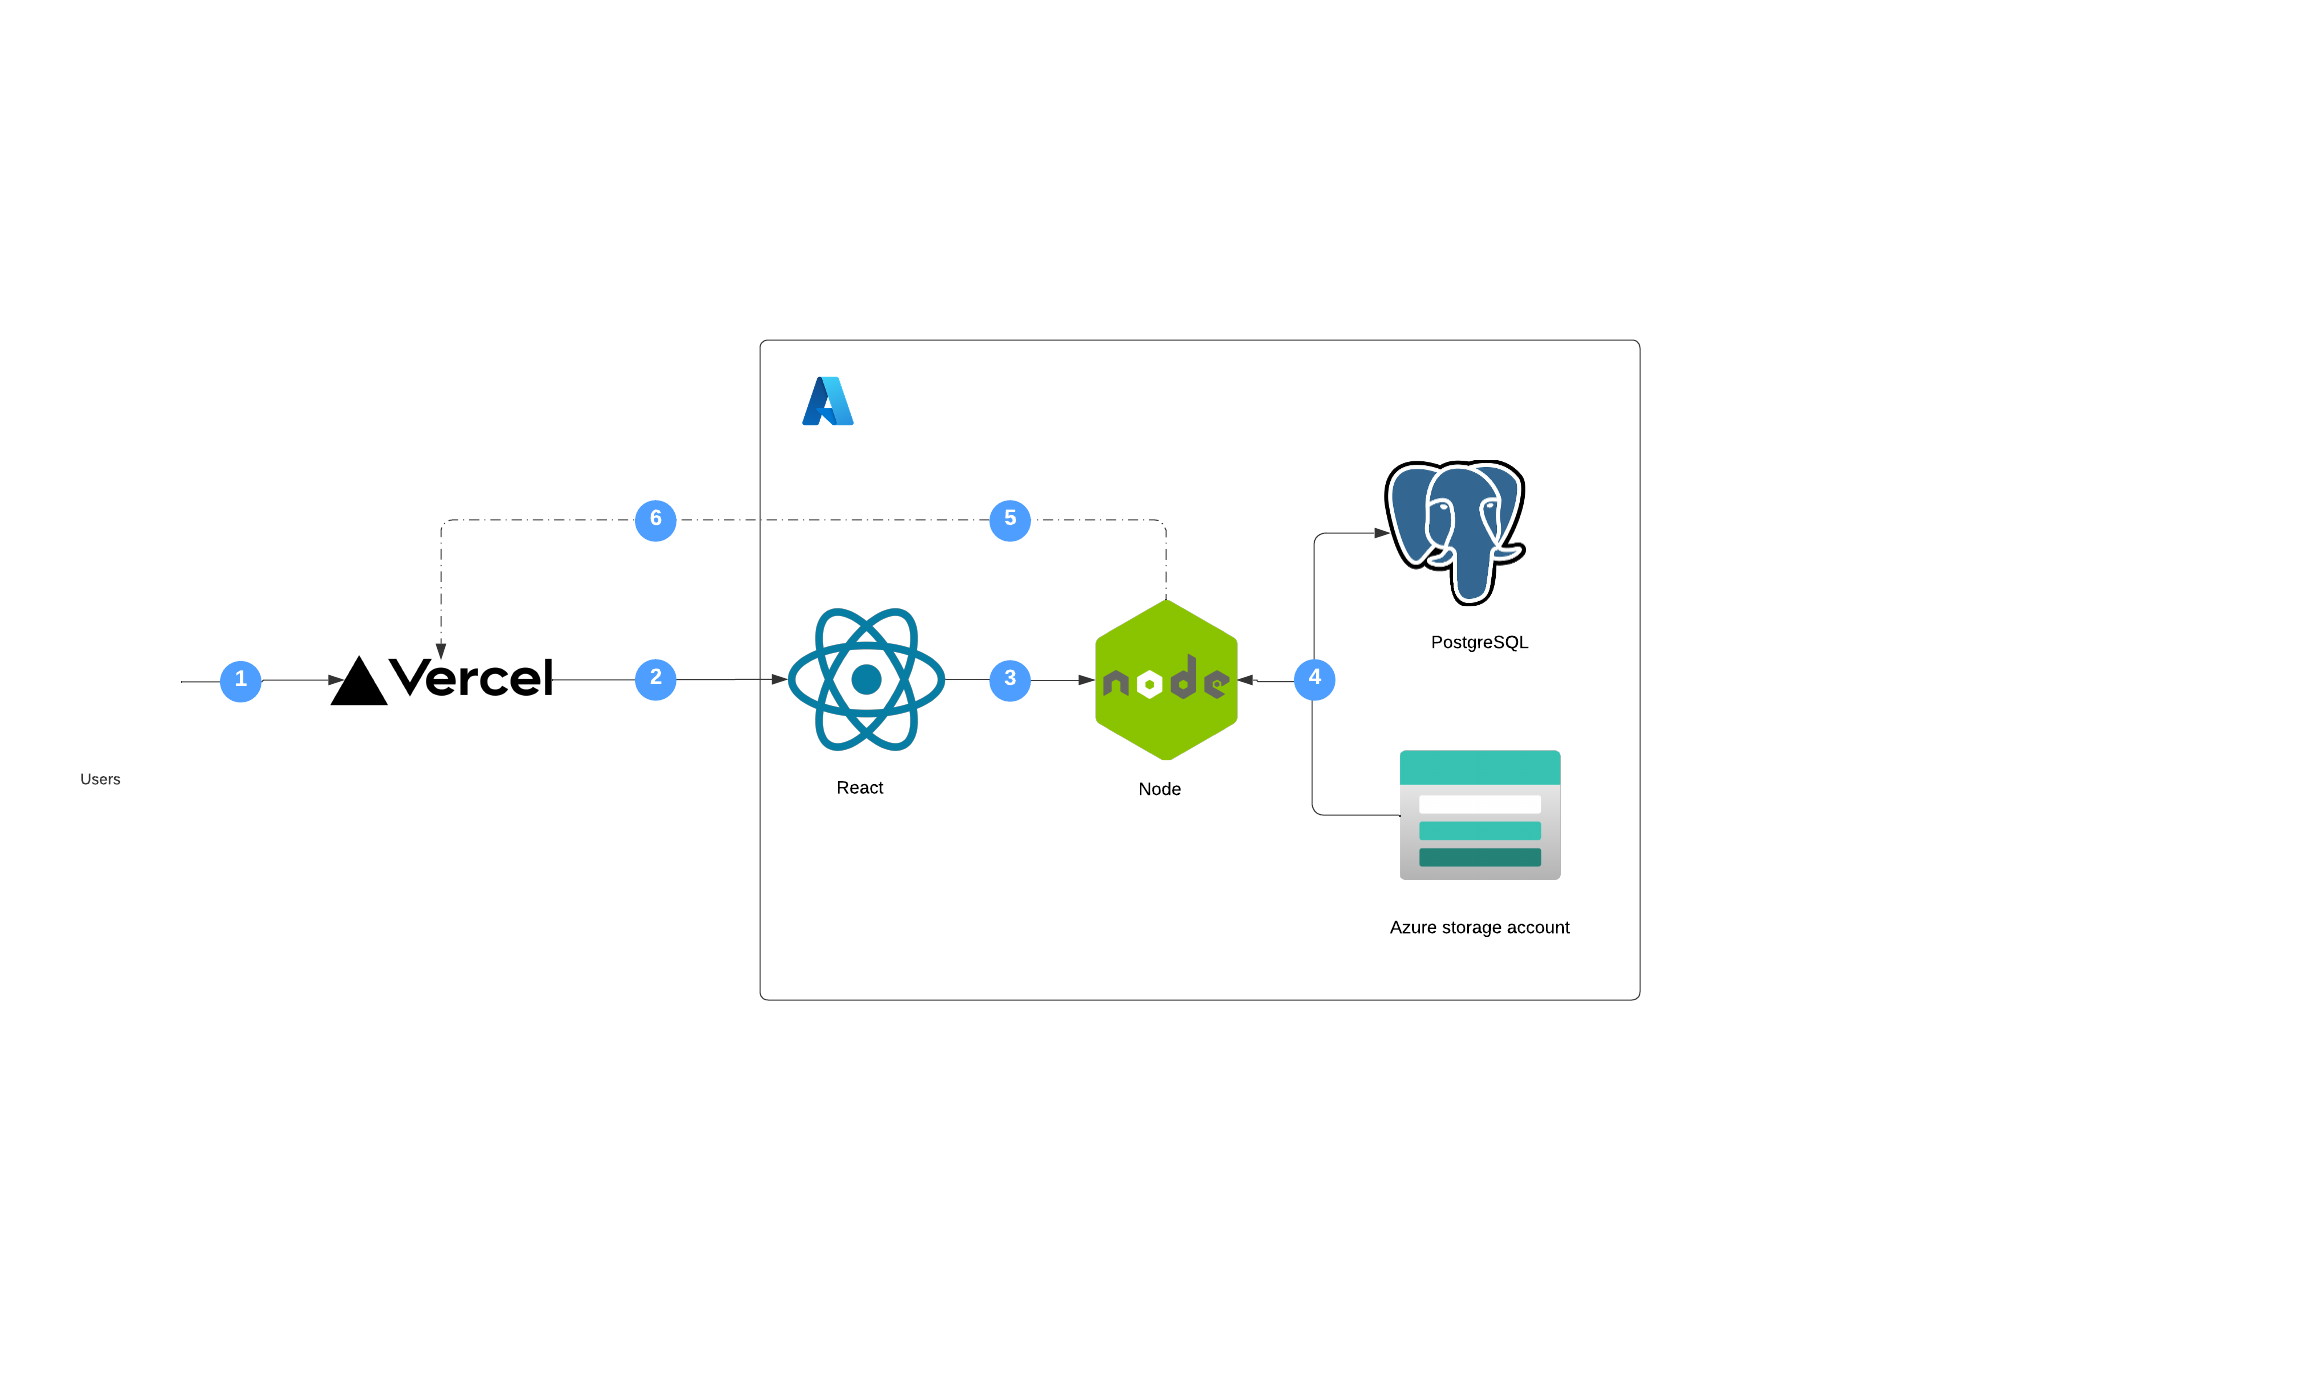 PostgreSQL
6
5
1
Vercel
2
3
node
4
Users
React
Node
Azure storage account